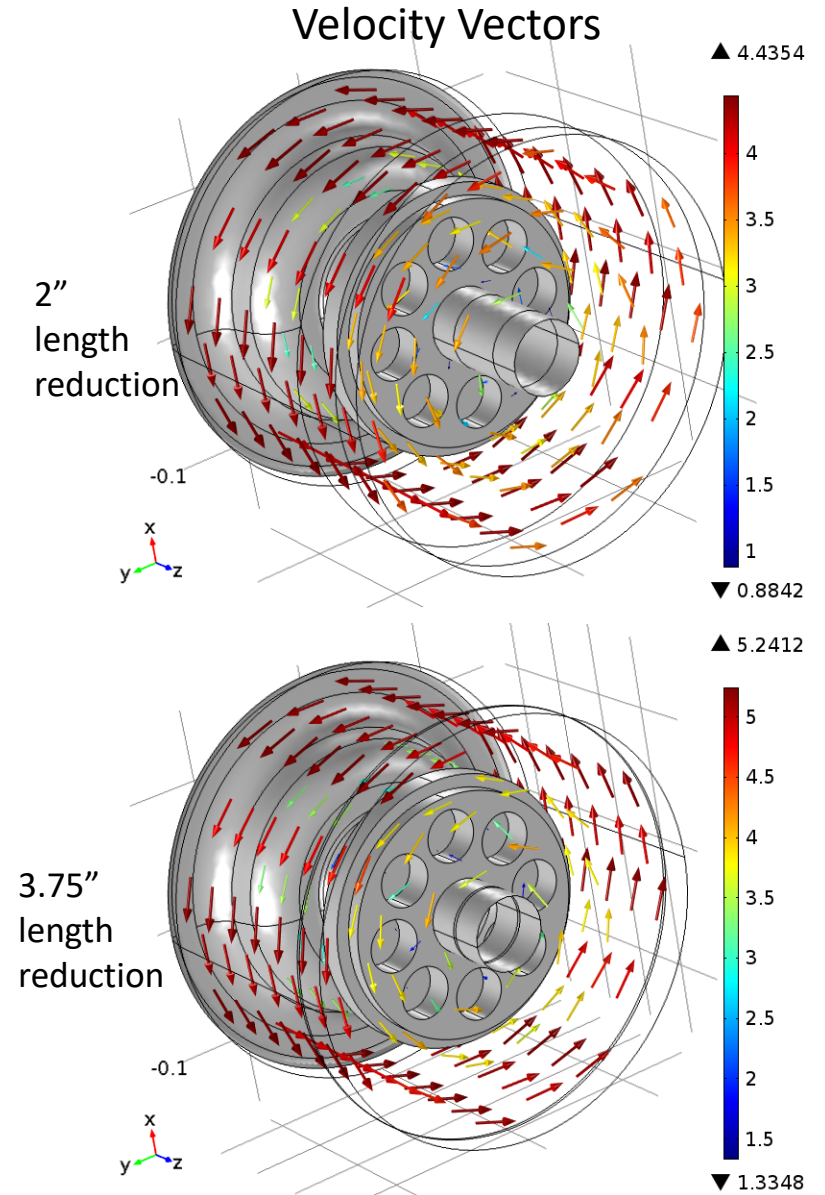 Velocity Vectors
▲ 4.4354
4
3.5
3
2.5
2
1.5
1
▼ 0.8842
2”
length
reduction
-0.1
x
y
z
▲ 5.2412
5
4.5
4
3.5
3
2.5
2
1.5
▼ 1.3348
3.75”
length
reduction
-0.1
x
y
z